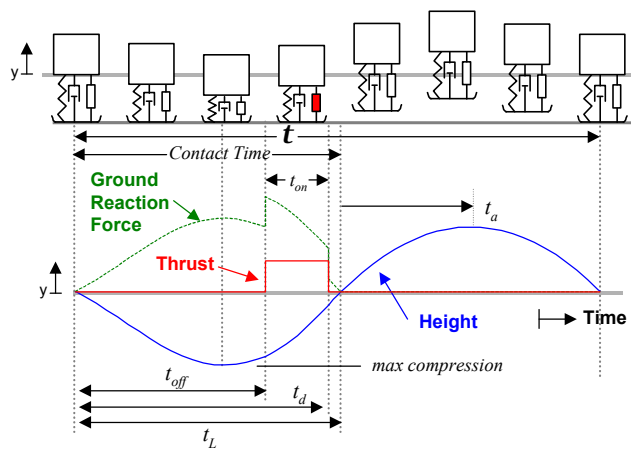 y
t
Contact Time
t_on
Ground
Reaction
Force
t_a
Thrust
y
Height
Time
max compression
t_off
t_d
t_L